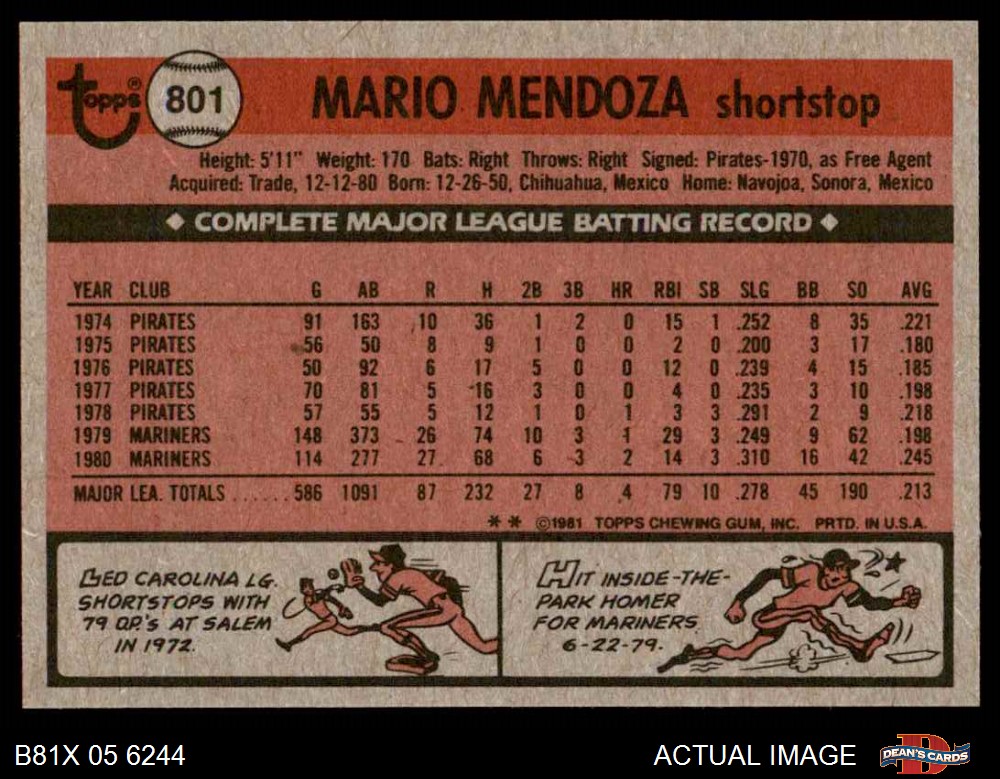 topps® 801 MARIO MENDOZA shortstop
Height: 5'11" Weight: 170 Bats: Right Throws: Right Signed: Pirates-1970, as Free Agent
Acquired: Trade, 12-12-80 Born: 12-26-50, Chihuahua, Mexico Home: Navojoa, Sonora, Mexico
◆ COMPLETE MAJOR LEAGUE BATTING RECORD ◆
YEAR CLUB G AB R H 2B 3B HR RBI SB SLG BB SO AVG
1974 PIRATES 91 163 10 36 1 2 0 15 1 .252 8 35 .221
1975 PIRATES 56 50 8 9 1 0 0 2 0 .200 3 17 .180
1976 PIRATES 50 92 6 17 5 0 0 12 0 .239 4 15 .185
1977 PIRATES 70 81 5 16 3 0 0 4 0 .235 3 10 .198
1978 PIRATES 57 55 5 12 1 0 1 3 3 .291 2 9 .218
1979 MARINERS 148 373 26 74 10 3 1 29 3 .249 9 62 .198
1980 MARINERS 114 277 27 68 6 3 2 14 3 .310 16 42 .245
MAJOR LEA. TOTALS ...... 586 1091 87 232 27 8 4 79 10 .278 45 190 .213
* * ©1981 TOPPS CHEWING GUM, INC. PRTD. IN U.S.A.
LED CAROLINA LG.
SHORTSTOPS WITH
79 D.P.'S AT SALEM
IN 1972.
HIT INSIDE-THE-
PARK HOMER
FOR MARINERS
6-22-79.
B81X 05 6244
ACTUAL IMAGE
D
DEAN'S CARDS